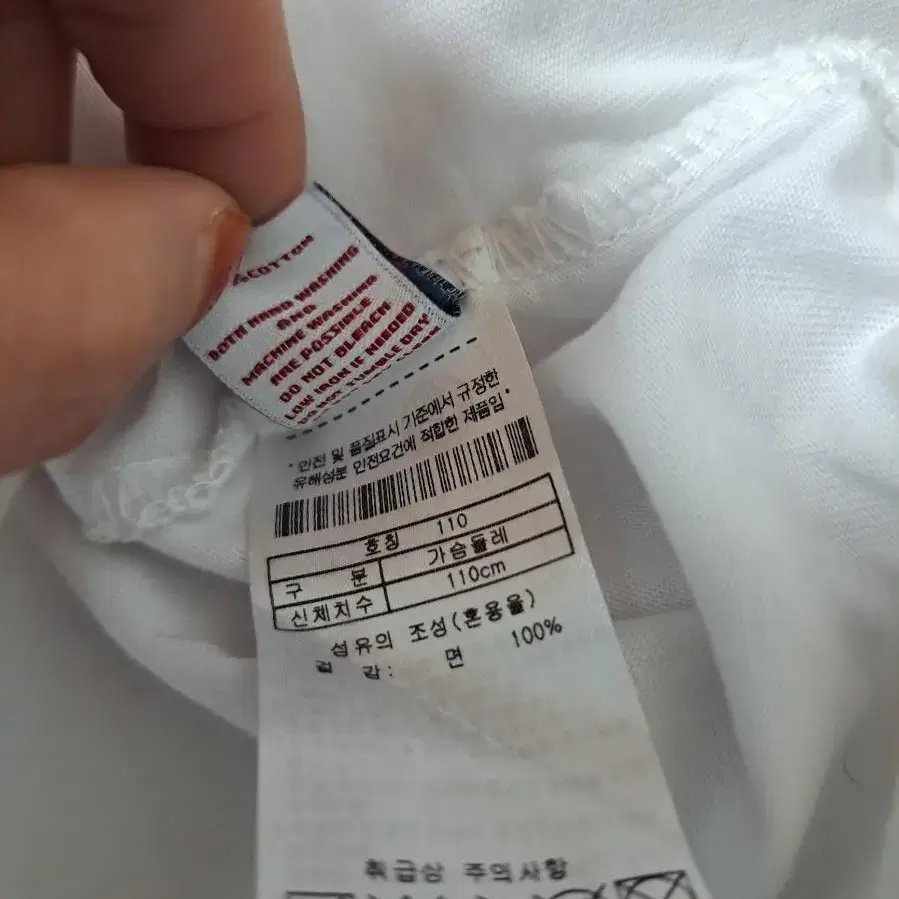 COTTON
BOTH HAND WASHING
AND
MACHINE WASHING
ARE POSSIBLE
DO NOT BLEACH
LOW IRON IF NEEDED
DO NOT TUMBLE DRY
*안전 및 품질표시 기준에서 규정한
유해성분 안전요건에 적합한 제품임*
호칭 110
구 분 가슴둘레
신체치수 110cm
섬유의 조성(혼용율)
겉 감: 면 100%
취급상 주의사항